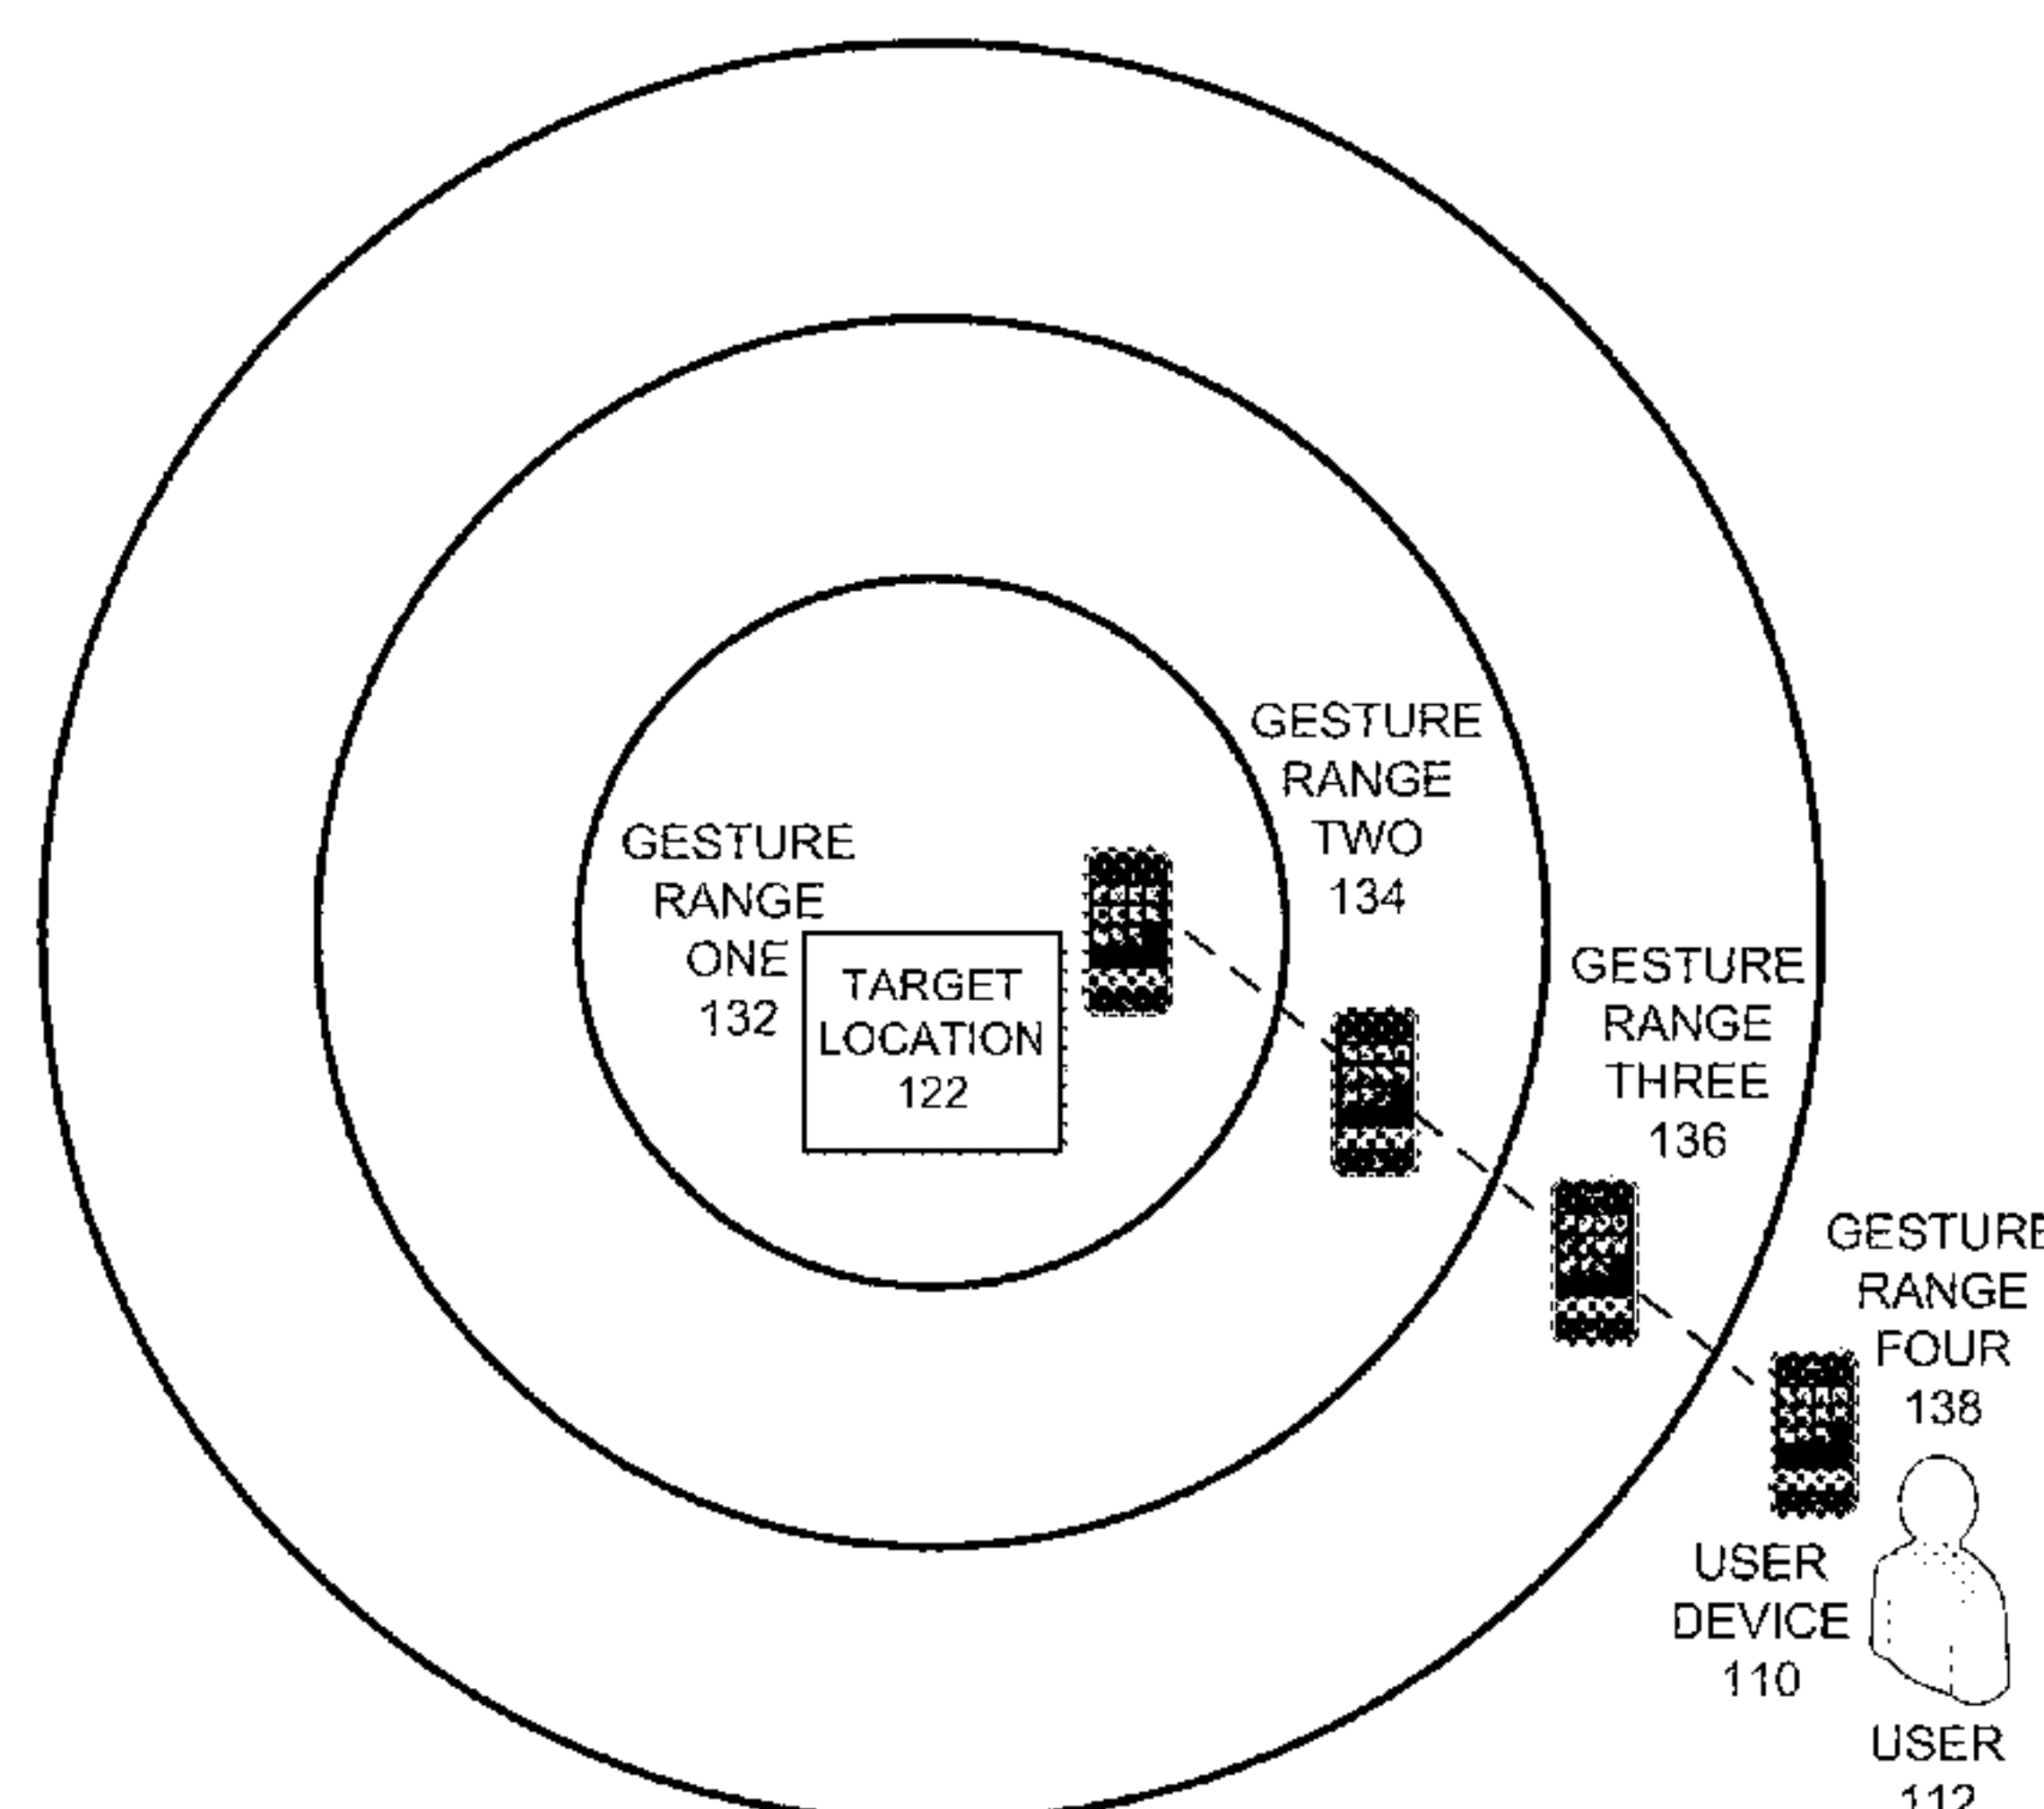 GESTURE
RANGE
TWO
134
GESTURE
RANGE
ONE
132
TARGET
LOCATION
122
GESTURE
RANGE
THREE
136
GESTURE
RANGE
FOUR
138
USER
DEVICE
110
USER
112